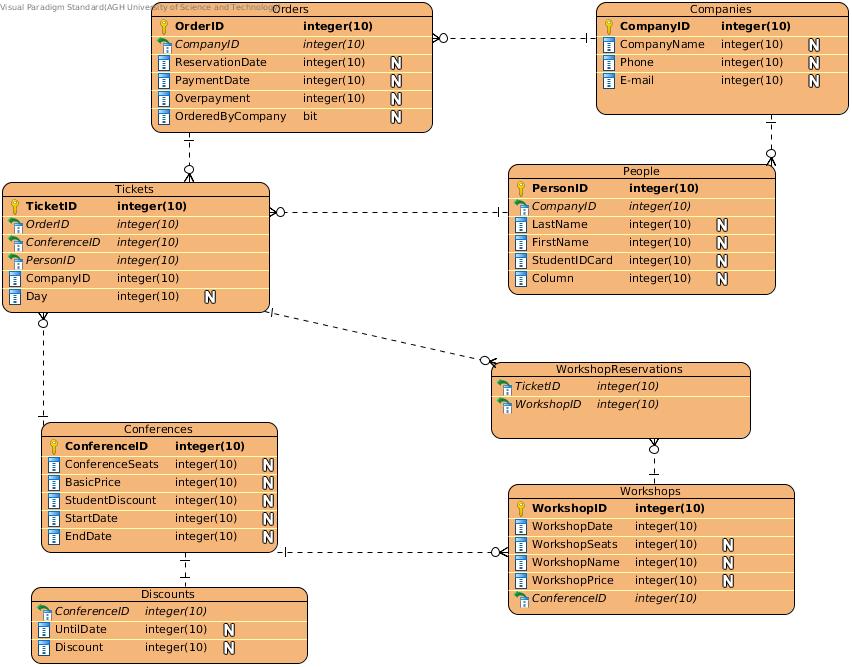 Visual Paradigm Standard(AGH University of Science and Technology)
Orders
OrderID integer(10)
CompanyID integer(10)
ReservationDate integer(10) N
PaymentDate integer(10) N
Overpayment integer(10) N
OrderedByCompany bit N
Companies
CompanyID integer(10)
CompanyName integer(10) N
Phone integer(10) N
E-mail integer(10) N
People
PersonID integer(10)
CompanyID integer(10)
LastName integer(10) N
FirstName integer(10) N
StudentIDCard integer(10) N
Column integer(10) N
Tickets
TicketID integer(10)
OrderID integer(10)
ConferenceID integer(10)
PersonID integer(10)
CompanyID integer(10)
Day integer(10) N
WorkshopReservations
TicketID integer(10)
WorkshopID integer(10)
Conferences
ConferenceID integer(10)
ConferenceSeats integer(10) N
BasicPrice integer(10) N
StudentDiscount integer(10) N
StartDate integer(10) N
EndDate integer(10) N
Workshops
WorkshopID integer(10)
WorkshopDate integer(10)
WorkshopSeats integer(10) N
WorkshopName integer(10) N
WorkshopPrice integer(10) N
ConferenceID integer(10)
Discounts
ConferenceID integer(10)
UntilDate integer(10) N
Discount integer(10) N